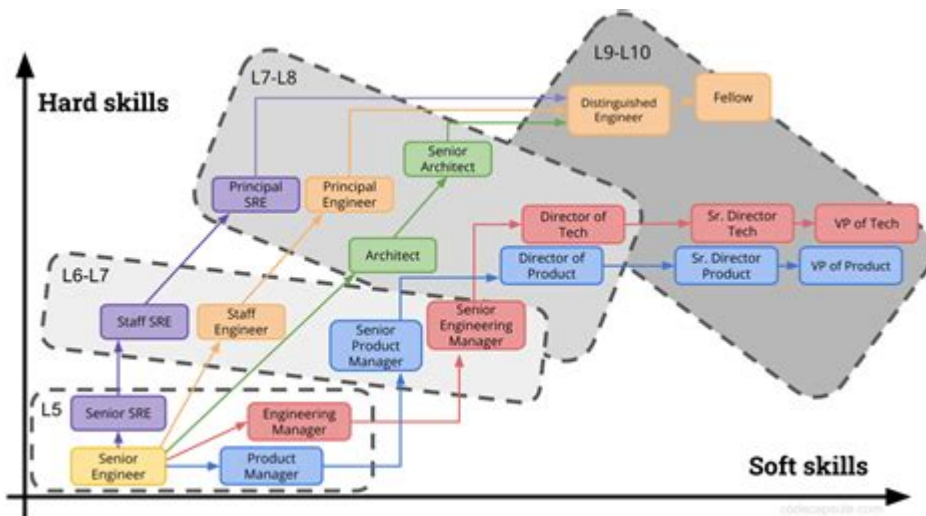 L9-L10
L7-L8
Hard skills
Distinguished
Engineer
Fellow
Senior
Architect
Principal
SRE
Principal
Engineer
Director of
Tech
Sr. Director
Tech
VP of Tech
Architect
Director of
Product
Sr. Director
Product
VP of Product
L6-L7
Staff SRE
Staff
Engineer
Senior
Product
Manager
Senior
Engineering
Manager
L5
Senior SRE
Engineering
Manager
Senior
Engineer
Product
Manager
Soft skills
codecapsule.com